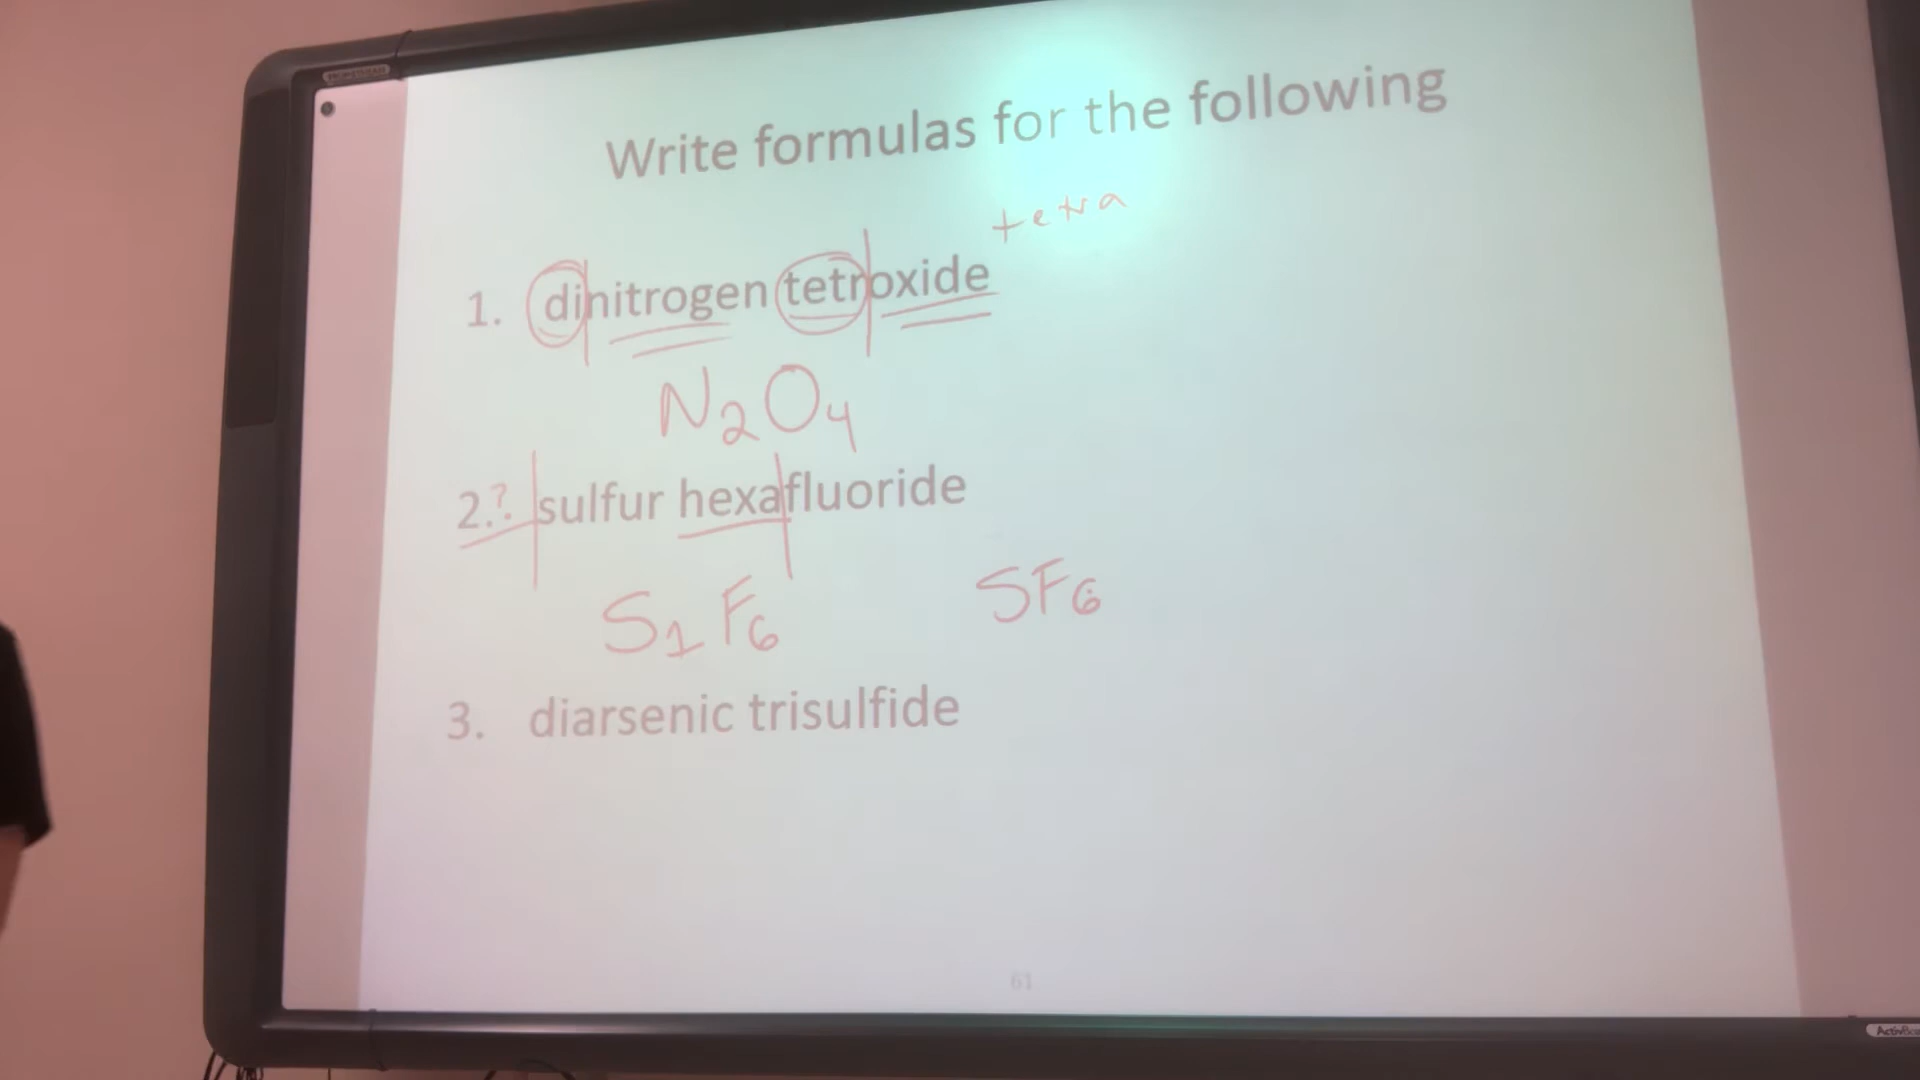 Write formulas for the following
tetra
1. dinitrogen tetroxide
N₂O₄
2.? sulfur hexafluoride
S₁F₆ SF₆
3. diarsenic trisulfide
61